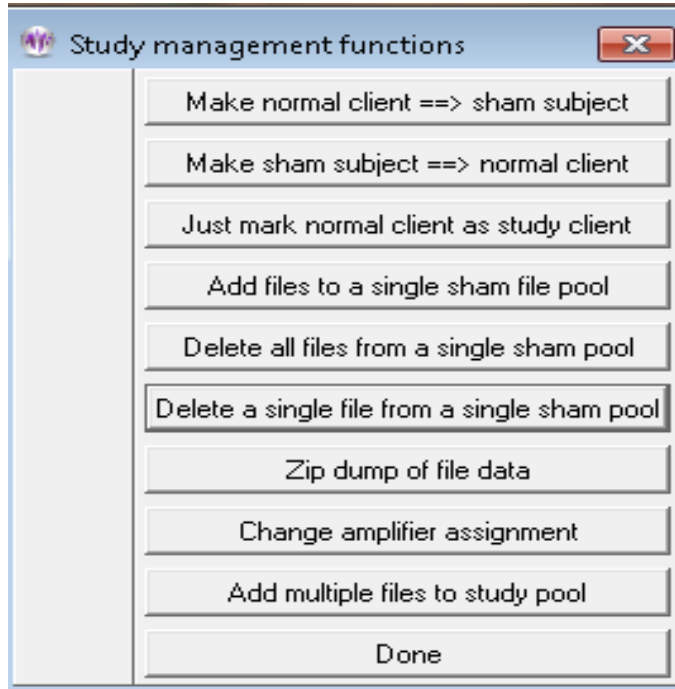 Study management functions
Make normal client ==> sham subject
Make sham subject ==> normal client
Just mark normal client as study client
Add files to a single sham file pool
Delete all files from a single sham pool
Delete a single file from a single sham pool
Zip dump of file data
Change amplifier assignment
Add multiple files to study pool
Done